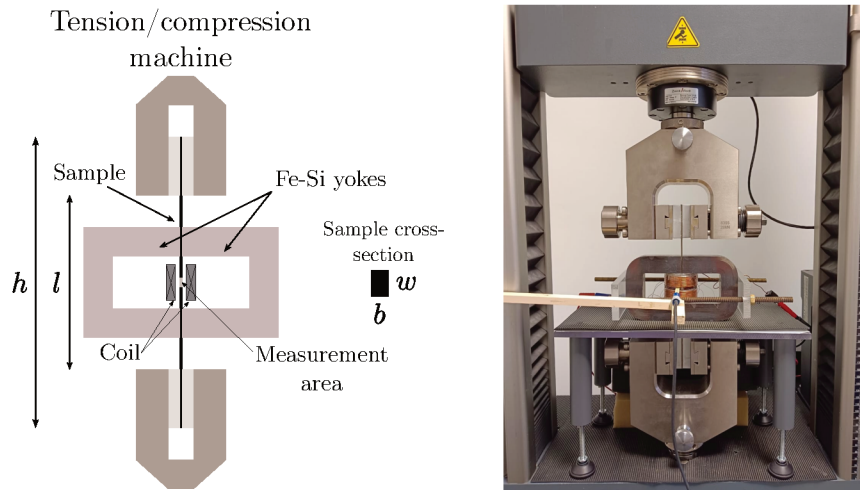 Tension/compression
machine
Sample
Fe-Si yokes
Sample cross-
section
h
l
w
b
Coil
Measurement
area